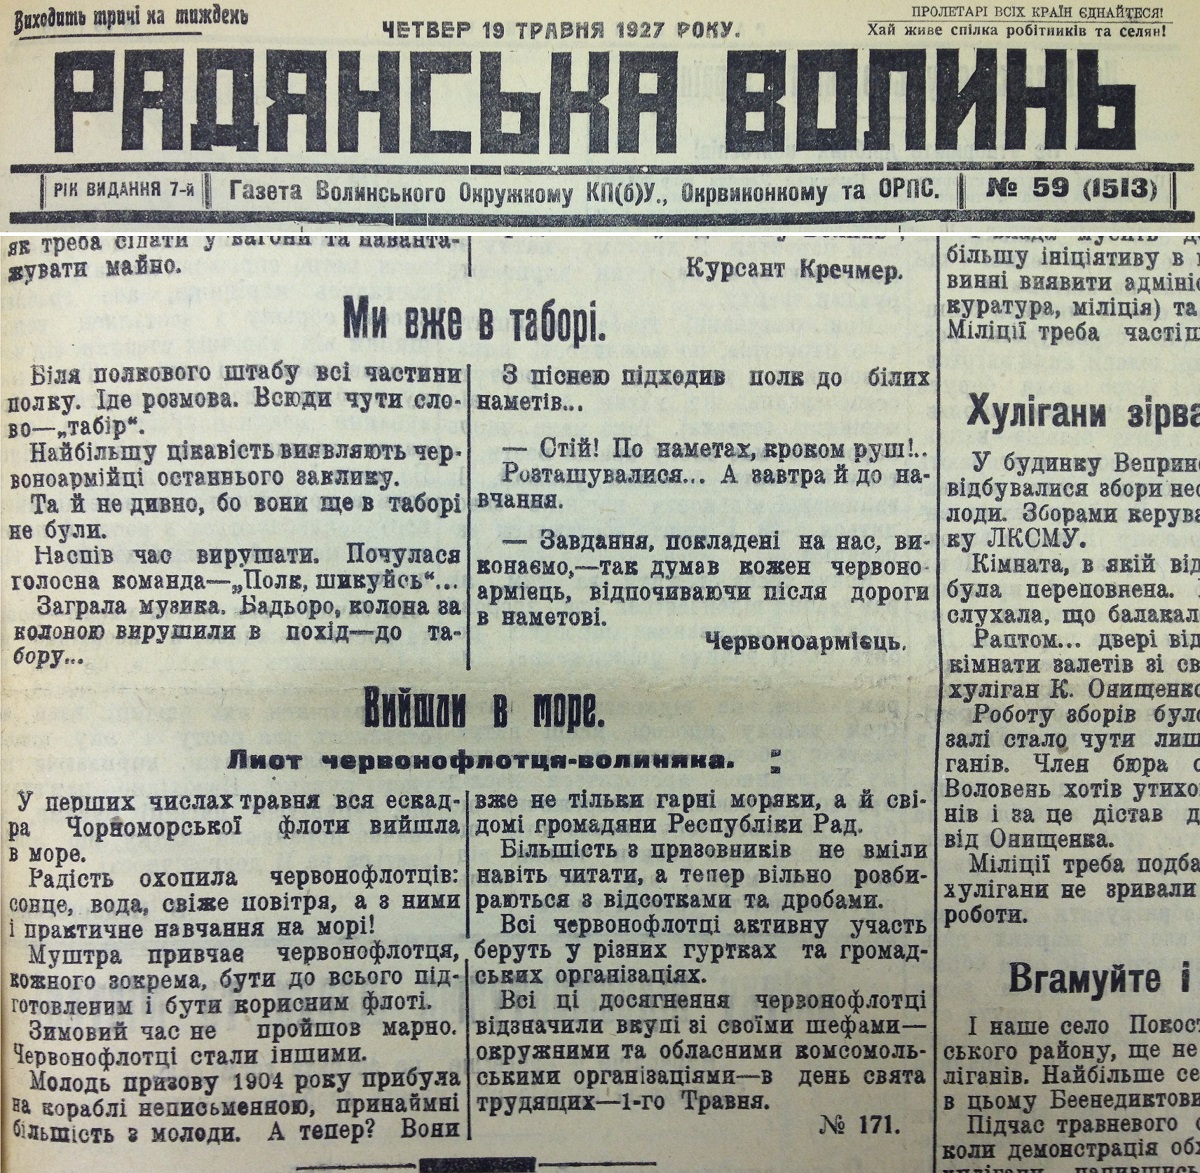 Виходить тричі на тиждень
ЧЕТВЕР 19 ТРАВНЯ 1927 РОКУ.
ПРОЛЕТАРІ ВСІХ КРАЇН ЄДНАЙТЕСЯ!
Хай живе спілка робітників та селян!
РАДЯНСЬКА ВОЛИНЬ
РІК ВИДАННЯ 7-й
Газета Волинського Окружкому КП(б)У., Окрвиконкому та ОРПС.
№ 59 (1513)
як треба сідати у вагони та наванта-
жувати майно.
Курсант Кречмер.
Ми вже в таборі.
Біля полкового штабу всі частини
полку. Іде розмова. Всюди чути сло-
во—„табір“.
Найбільшу цікавість виявляють чер-
воноармійці останнього заклику.
Та й не дивно, бо вони ще в таборі
не були.
Наспів час вирушати. Почулася
голосна команда—„Полк, шикуйсь“...
Заграла музика. Бадьоро, колона за
колоною вирушили в похід—до та-
бору...
З піснею підходив полк до білих
наметів...
— Стій! По наметах, кроком руш!..
Розташувалися... А завтра й до на-
вчання.
— Завдання, покладені на нас, ви-
конаємо,—так думав кожен червоно-
армієць, відпочиваючи після дороги
в наметові.
Червоноармієць.
Вийшли в море.
Лист червонофлотця-волиняка.
У перших числах травня вся ескад-
ра Чорноморської флоти вийшла
в море.
Радість охопила червонофлотців:
сонце, вода, свіже повітря, а з ними
і практичне навчання на морі!
Муштра привчає червонофлотця,
кожного зокрема, бути до всього під-
готовленим і бути корисним флоті.
Зимовий час не пройшов марно.
Червонофлотці стали іншими.
Молодь призову 1904 року прибула
на кораблі неписьменною, принаймні
більшість з молоди. А тепер? Вони
вже не тільки гарні моряки, а й сві-
домі громадяни Республіки Рад.
Більшість з призовників не вміли
навіть читати, а тепер вільно розби-
раються з відсотками та дробами.
Всі червонофлотці активну участь
беруть у різних гуртках та громад-
ських організаціях.
Всі ці досягнення червонофлотці
відзначили вкупі зі своїми шефами—
окружними та обласними комсомоль-
ськими організаціями—в день свята
трудящих—1-го Травня.
№ 171.
більшу ініціативу в
винні виявити адмініс
куратура, міліція) та
Міліції треба частіш
Хулігани зірва
У будинку Веприн
відбувалися збори нес
лоди. Зборами керува
ку ЛКСМУ.
Кімната, в якій від
була переповнена.
слухала, що балакал
Раптом... двері від
кімнати залетів зі св
хуліган К. Онищенко
Роботу зборів було
залі стало чути лиш
ганів. Член бюра
Воловень хотів утихо
нів і за це дістав
від Онищенка.
Міліції треба подба
хулігани не зривали
роботи.
Вгамуйте і
І наше село Покост
ського району, ще не
ліганів. Найбільше се
в цьому Беенедиктови
Підчас травневого
коли демонстрація обх